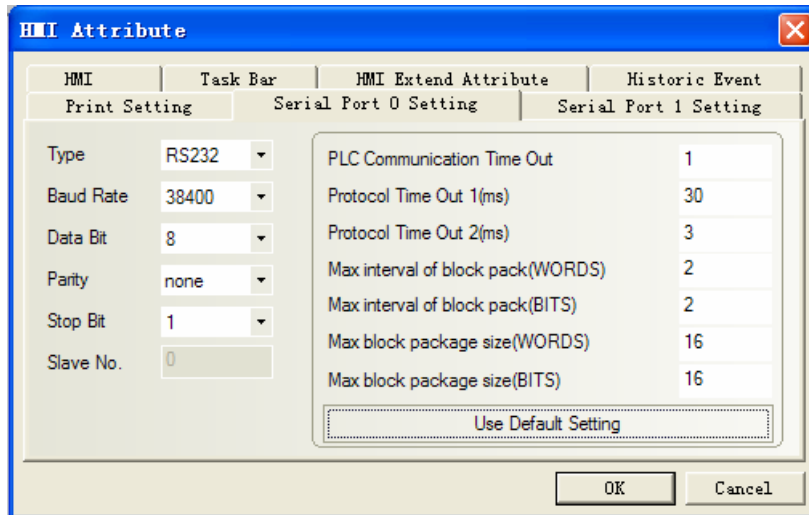 HMI Attribute
HMI Task Bar HMI Extend Attribute Historic Event
Print Setting Serial Port 0 Setting Serial Port 1 Setting
Type RS232
Baud Rate 38400
Data Bit 8
Parity none
Stop Bit 1
Slave No. 0
PLC Communication Time Out 1
Protocol Time Out 1(ms) 30
Protocol Time Out 2(ms) 3
Max interval of block pack(WORDS) 2
Max interval of block pack(BITS) 2
Max block package size(WORDS) 16
Max block package size(BITS) 16
Use Default Setting
OK Cancel